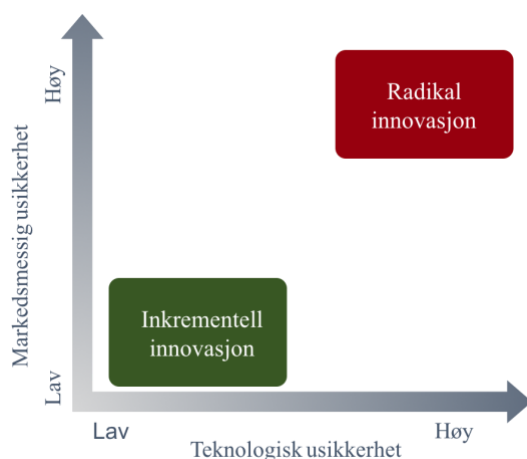 Markedsmessig usikkerhet
Høy
Lav
Radikal
innovasjon
Inkrementell
innovasjon
Lav
Høy
Teknologisk usikkerhet